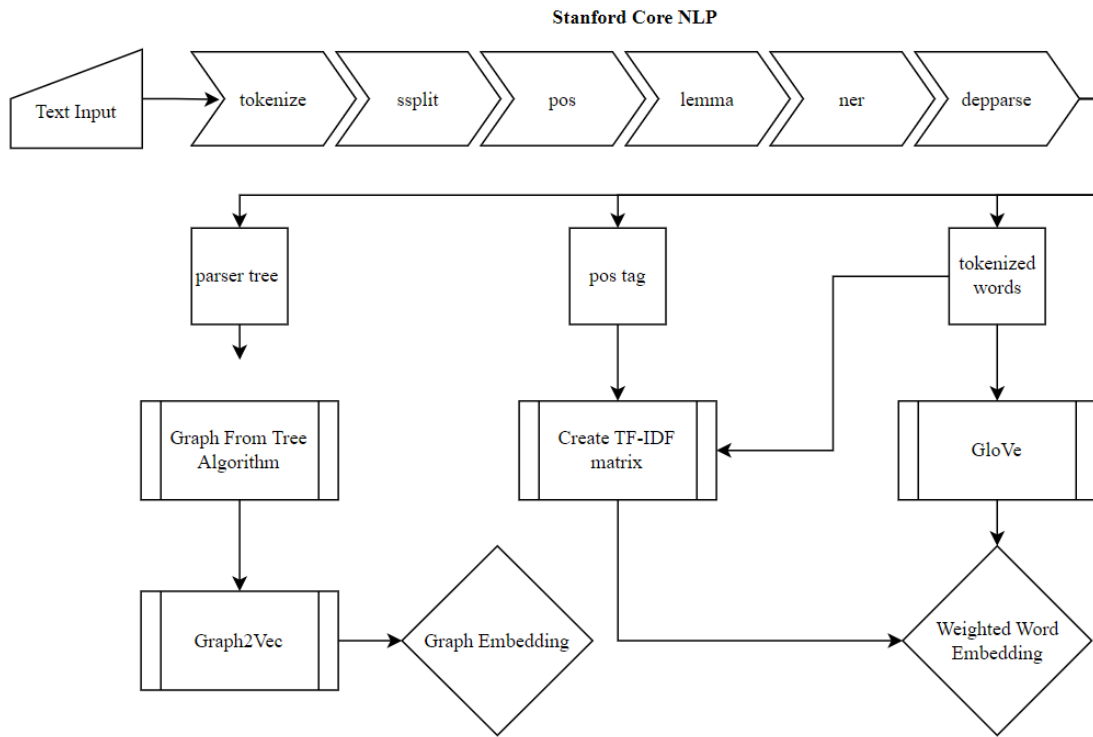 Stanford Core NLP
Text Input
tokenize
ssplit
pos
lemma
ner
depparse
parser tree
pos tag
tokenized
words
Graph From Tree
Algorithm
Create TF-IDF
matrix
GloVe
Graph2Vec
Graph Embedding
Weighted Word
Embedding